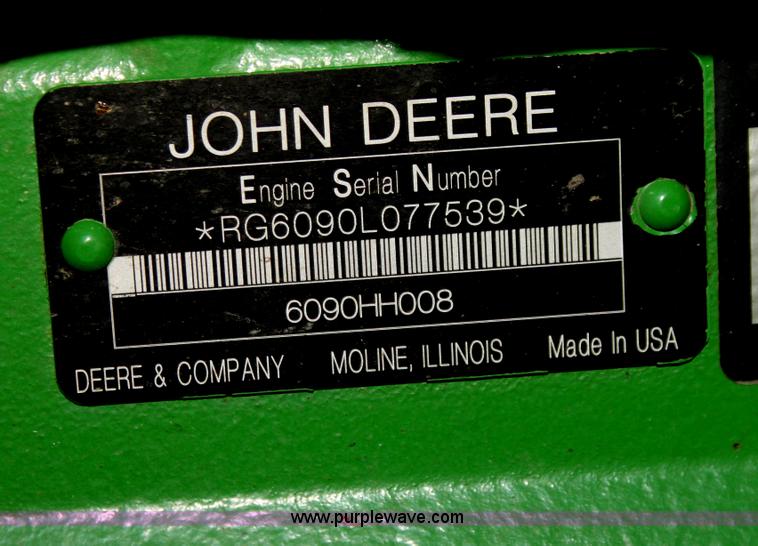 JOHN DEERE
Engine Serial Number
*RG6090L077539*
6090HH008
DEERE & COMPANY MOLINE, ILLINOIS Made In USA
www.purplewave.com